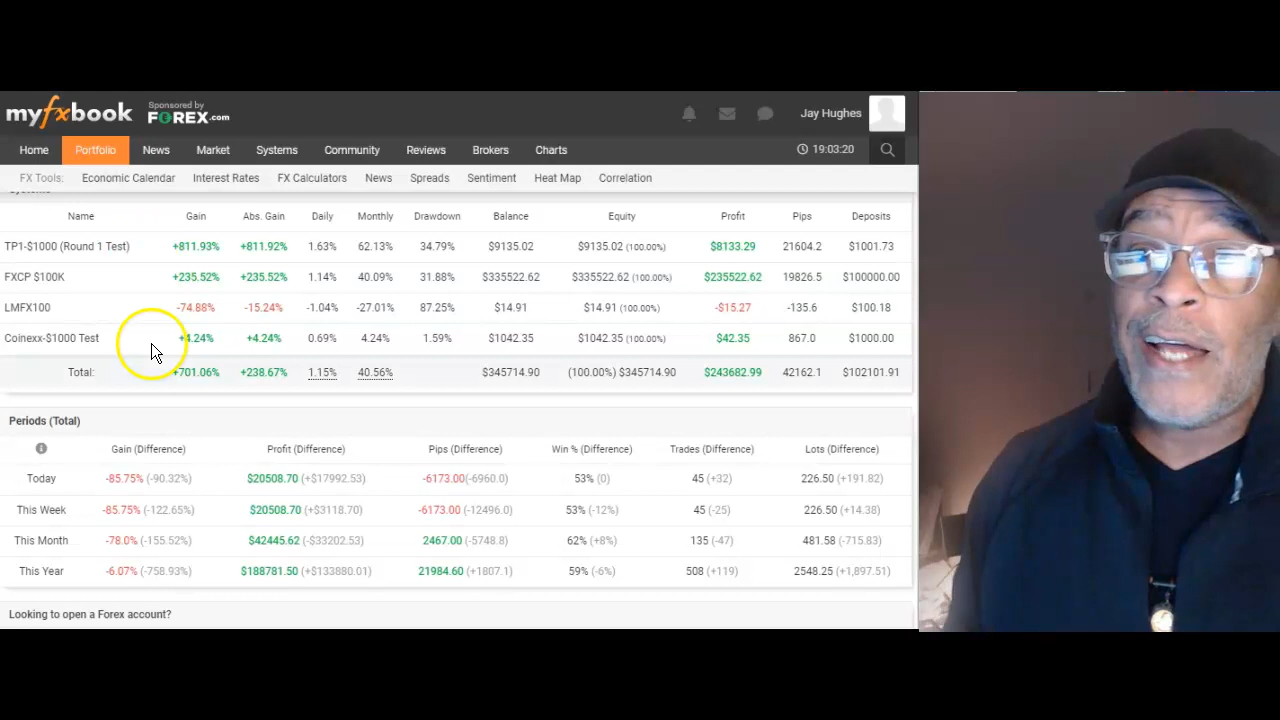 myfxbook Sponsored by FOREX.com Jay Hughes
Home Portfolio News Market Systems Community Reviews Brokers Charts 19:03:20
FX Tools: Economic Calendar Interest Rates FX Calculators News Spreads Sentiment Heat Map Correlation
Name Gain Abs. Gain Daily Monthly Drawdown Balance Equity Profit Pips Deposits
TP1-$1000 (Round 1 Test) +811.93% +811.92% 1.63% 62.13% 34.79% $9135.02 $9135.02 (100.00%) $8133.29 21604.2 $1001.73
FXCP $100K +235.52% +235.52% 1.14% 40.09% 31.88% $335522.62 $335522.62 (100.00%) $235522.62 19826.5 $100000.00
LMFX100 -74.88% -15.24% -1.04% -27.01% 87.25% $14.91 $14.91 (100.00%) -$15.27 -135.6 $100.18
Coinexx-$1000 Test +4.24% +4.24% 0.69% 4.24% 1.59% $1042.35 $1042.35 (100.00%) $42.35 867.0 $1000.00
Total: +701.06% +238.67% 1.15% 40.56% $345714.90 (100.00%) $345714.90 $243682.99 42162.1 $102101.91
Periods (Total)
Gain (Difference) Profit (Difference) Pips (Difference) Win % (Difference) Trades (Difference) Lots (Difference)
Today -85.75% (-90.32%) $20508.70 (+$17992.53) -6173.00(-6960.0) 53% (0) 45 (+32) 226.50 (+191.82)
This Week -85.75% (-122.65%) $20508.70 (+$3118.70) -6173.00 (-12496.0) 53% (-12%) 45 (-25) 226.50 (+14.38)
This Month -78.0% (-155.52%) $42445.62 (-$33202.53) 2467.00 (-5748.8) 62% (+8%) 135 (-47) 481.58 (-715.83)
This Year -6.07% (-758.93%) $188781.50 (+$133880.01) 21984.60 (+1807.1) 59% (-6%) 508 (+119) 2548.25 (+1,897.51)
Looking to open a Forex account?